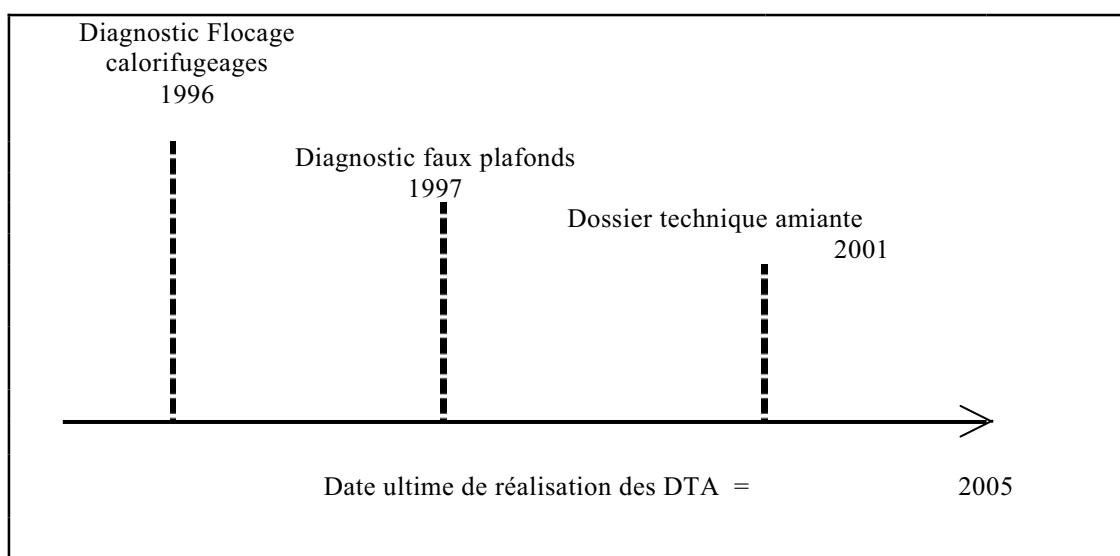 Diagnostic Flocage
calorifugeages
1996
Diagnostic faux plafonds
1997
Dossier technique amiante
2001
Date ultime de réalisation des DTA = 2005